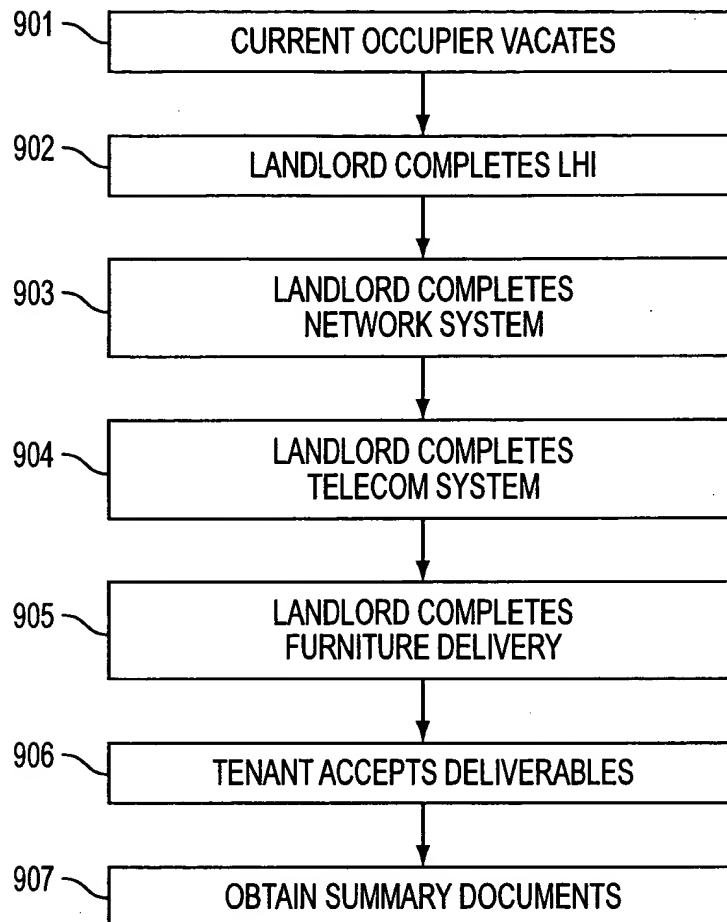 901
CURRENT OCCUPIER VACATES
902
LANDLORD COMPLETES LHI
903
LANDLORD COMPLETES
NETWORK SYSTEM
904
LANDLORD COMPLETES
TELECOM SYSTEM
905
LANDLORD COMPLETES
FURNITURE DELIVERY
906
TENANT ACCEPTS DELIVERABLES
907
OBTAIN SUMMARY DOCUMENTS